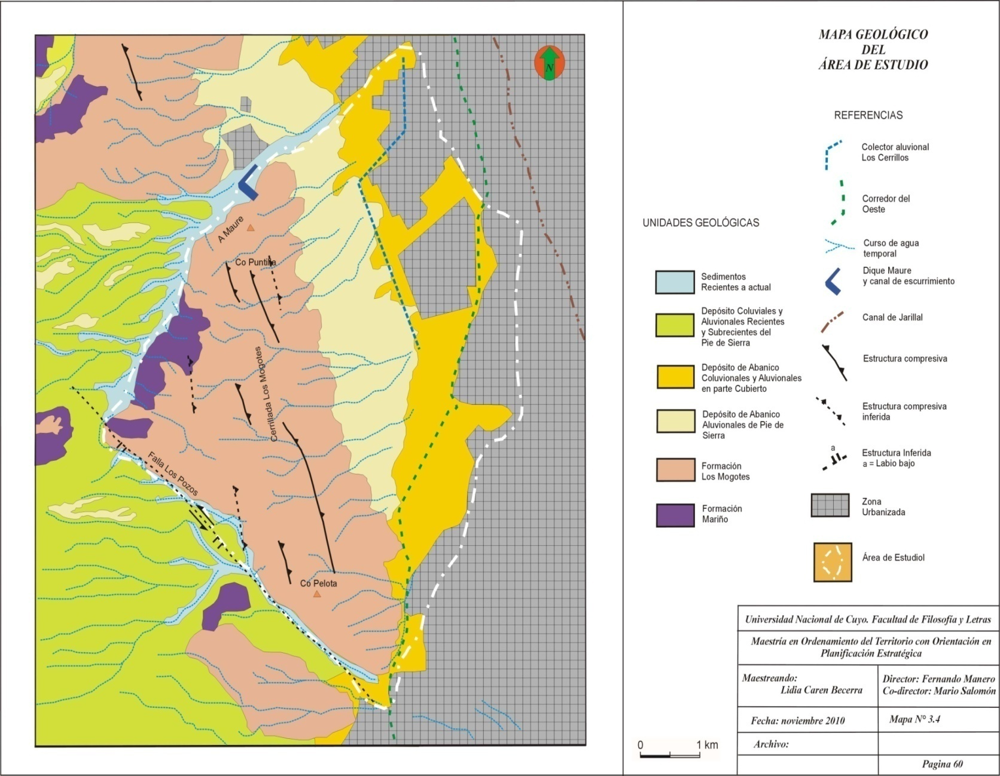 MAPA GEOLÓGICO
DEL
ÁREA DE ESTUDIO
N
A Maure
Co Puntilla
Cerrillada Los Mogotes
Falla Los Pozos
Co Pelota
UNIDADES GEOLÓGICAS
Sedimentos
Recientes a actual
Depósito Coluviales y
Aluvionales Recientes
y Subrecientes del
Pie de Sierra
Depósito de Abanico
Coluvionales y Aluvionales
en parte Cubierto
Depósito de Abanico
Aluvionales de Pie de
Sierra
Formación
Los Mogotes
Formación
Mariño
REFERENCIAS
Colector aluvional
Los Cerrillos
Corredor del
Oeste
Curso de agua
temporal
Dique Maure
y canal de escurrimiento
Canal de Jarillal
Estructura compresiva
Estructura compresiva
inferida
a
Estructura Inferida
a = Labio bajo
Zona
Urbanizada
Área de Estudiol
0 1 km
Universidad Nacional de Cuyo. Facultad de Filosofía y Letras
Maestría en Ordenamiento del Territorio con Orientación en
Planificación Estratégica
Maestreando:
Lidia Caren Becerra
Director: Fernando Manero
Co-director: Mario Salomón
Fecha: noviembre 2010
Mapa N° 3.4
Archivo:
Pagina 60